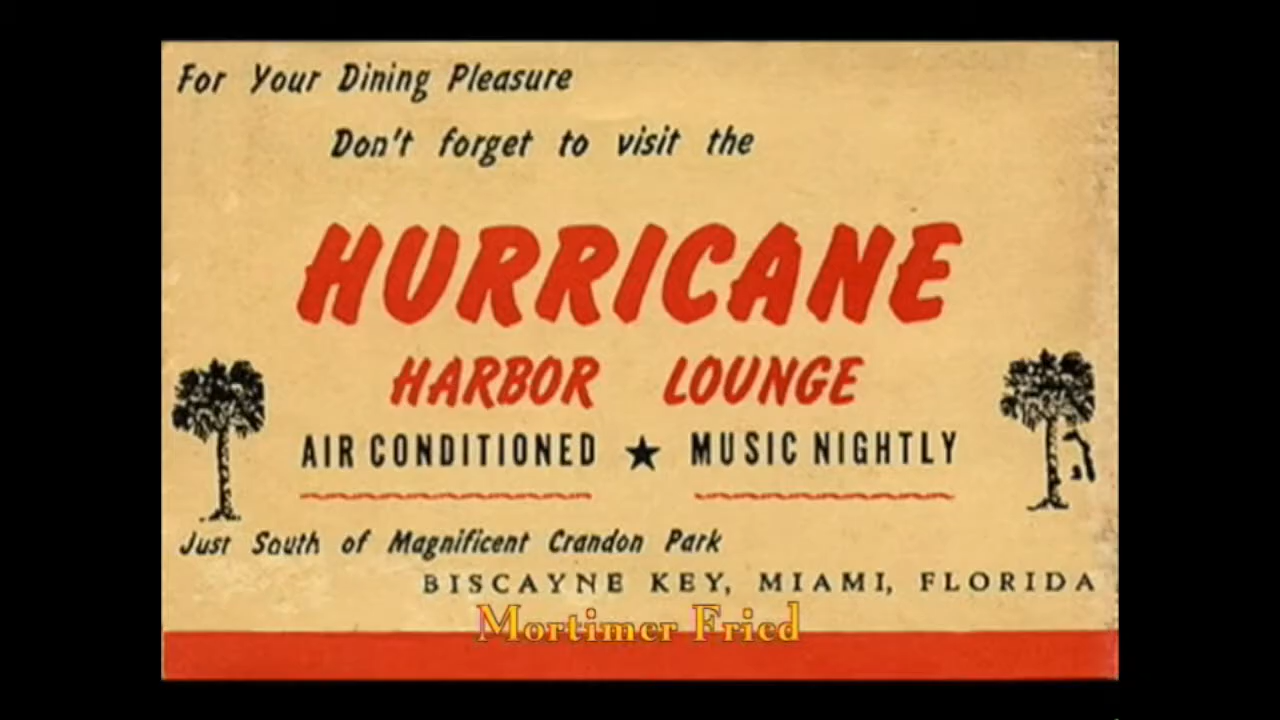 For Your Dining Pleasure
Don't forget to visit the
HURRICANE
HARBOR LOUNGE
AIR CONDITIONED ★ MUSIC NIGHTLY
Just South of Magnificent Crandon Park
BISCAYNE KEY, MIAMI, FLORIDA
Mortimer Fried